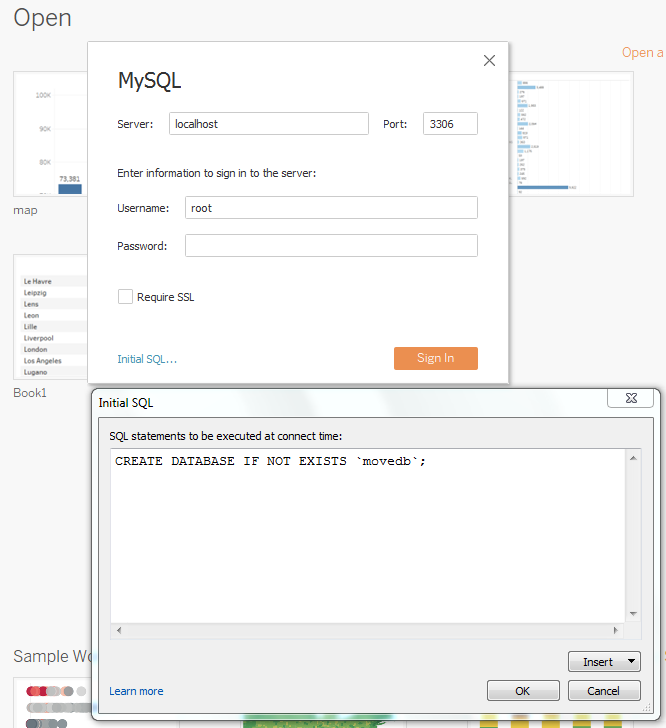 Open
Open a
MySQL
Server:
localhost
Port:
3306
Enter information to sign in to the server:
Username:
root
Password:
Require SSL
Initial SQL...
Sign In
100K
90K
80K
73,381
map
Le Havre
Leipzig
Lens
Leon
Lille
Liverpool
London
Los Angeles
Lugano
Book1
Initial SQL
SQL statements to be executed at connect time:
CREATE DATABASE IF NOT EXISTS `movedb`;
Insert
Learn more
OK
Cancel
Sample Wo